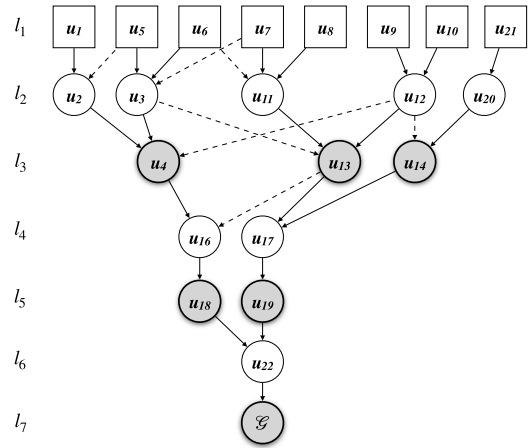 l1 u1 u5 u6 u7 u8 u9 u10 u21
l2 u2 u3 u11 u12 u20
l3 u4 u13 u14
l4 u16 u17
l5 u18 u19
l6 u22
l7 𝒢